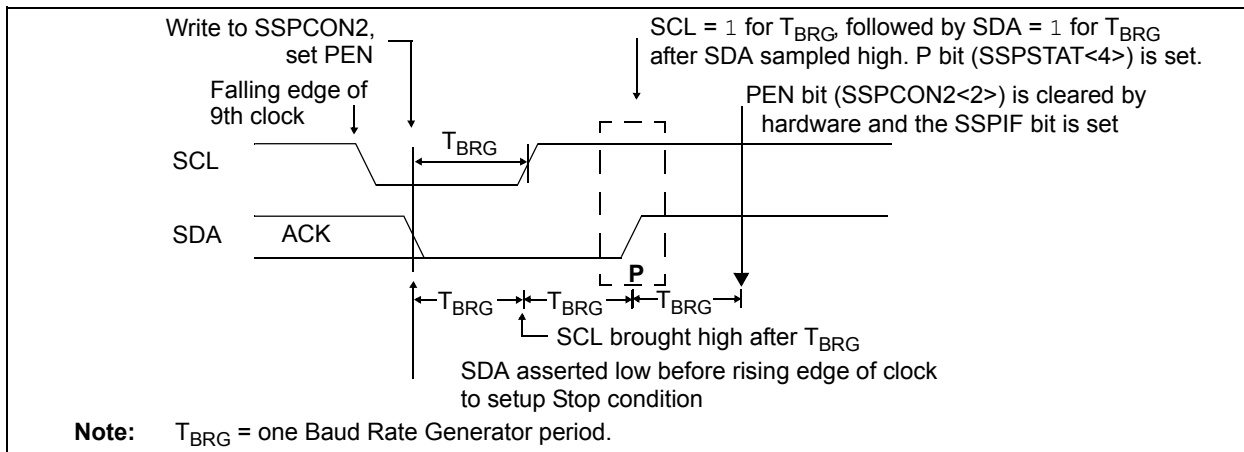 Write to SSPCON2,
set PEN
SCL = 1 for TBRG, followed by SDA = 1 for TBRG
after SDA sampled high. P bit (SSPSTAT<4>) is set.
Falling edge of
9th clock
PEN bit (SSPCON2<2>) is cleared by
hardware and the SSPIF bit is set
TBRG
SCL
SDA
ACK
P
TBRG
TBRG
TBRG
SCL brought high after TBRG
SDA asserted low before rising edge of clock
to setup Stop condition
Note: TBRG = one Baud Rate Generator period.